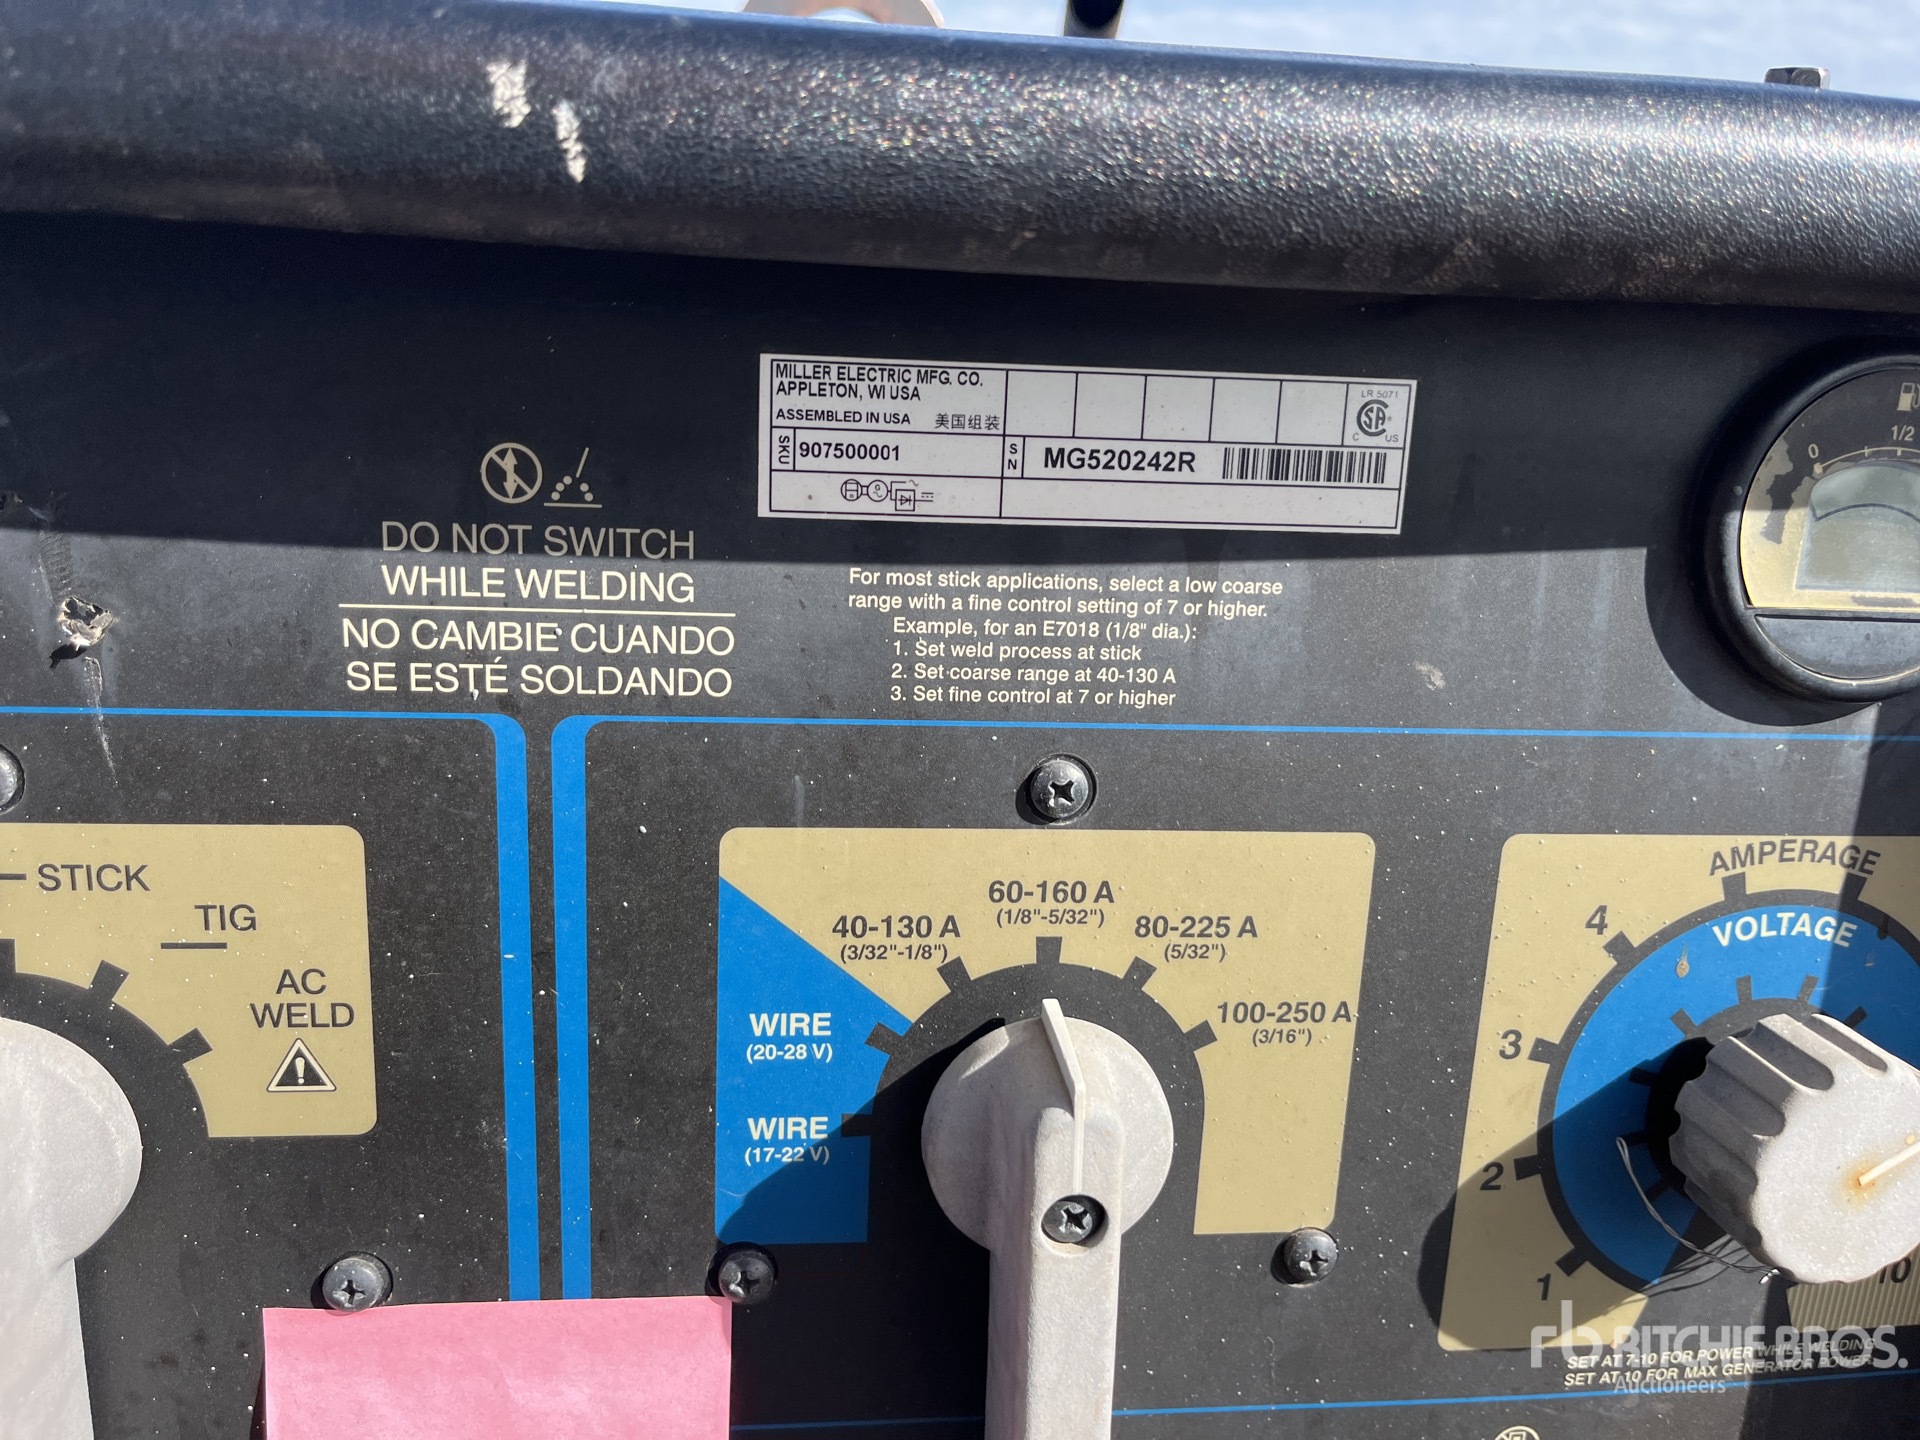 MILLER ELECTRIC MFG. CO.
APPLETON, WI USA
ASSEMBLED IN USA 美国组装
LR 5071
C US
SKU 907500001
SN MG520242R
G
0 1/2
DO NOT SWITCH
WHILE WELDING
NO CAMBIE CUANDO
SE ESTÉ SOLDANDO
For most stick applications, select a low coarse
range with a fine control setting of 7 or higher.
Example, for an E7018 (1/8" dia.):
1. Set weld process at stick
2. Set coarse range at 40-130 A
3. Set fine control at 7 or higher
STICK
TIG
AC
WELD
WIRE
(17-22 V)
WIRE
(20-28 V)
40-130 A
(3/32"-1/8")
60-160 A
(1/8"-5/32")
80-225 A
(5/32")
100-250 A
(3/16")
AMPERAGE
VOLTAGE
4
3
2
1
10
SET AT 7-10 FOR POWER WHILE WELDING
SET AT 10 FOR MAX GENERATOR POWER
rb RITCHIE BROS.
Auctioneers